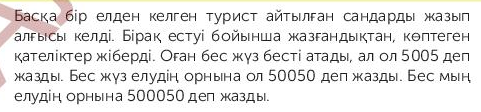 Басқа бір елден келген турист айтылған сандарды жазып
алғысы келді. Бірақ естуі бойынша жазғандықтан, көптеген
қателіктер жіберді. Оған бес жүз бесті атады, ал ол 5005 деп
жазды. Бес жүз елудің орнына ол 50050 деп жазды. Бес мың
елудің орнына 500050 деп жазды.